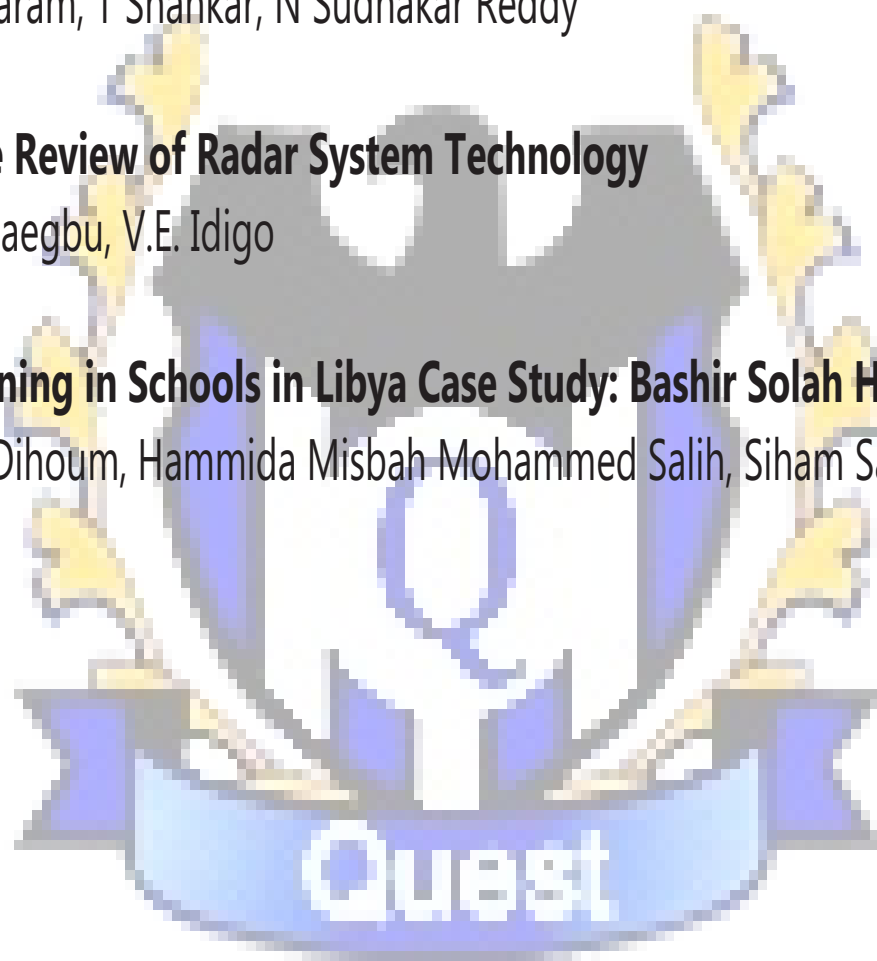 aram, T Shankar, N Sudhakar Reddy
e Review of Radar System Technology
aegbu, V.E. Idigo
ning in Schools in Libya Case Study: Bashir Solah H
Dihoum, Hammida Misbah Mohammed Salih, Siham Sa
Q
Quest